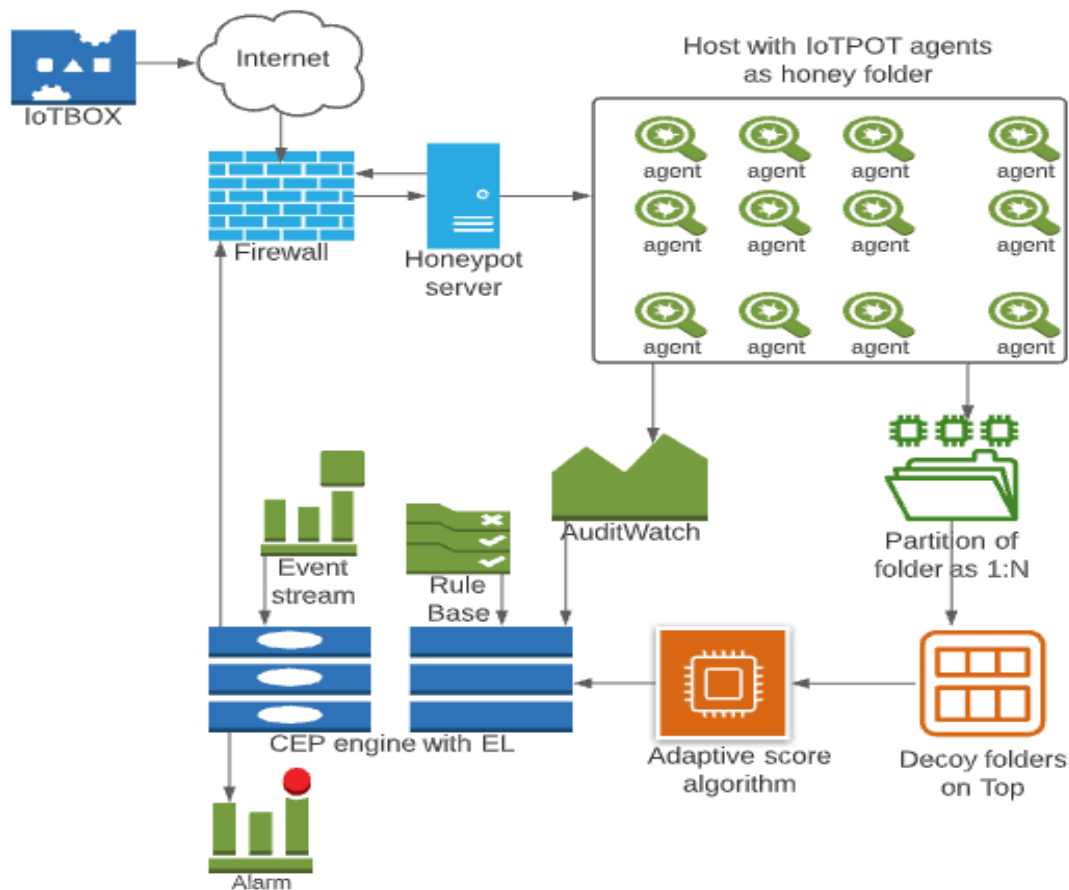 Internet
IoTBOX
Host with IoTPOT agents
as honey folder
agent agent agent agent
agent agent agent agent
agent agent agent agent
Firewall
Honeypot
server
Event
stream
Rule
Base
AuditWatch
Partition of
folder as 1:N
CEP engine with EL
Adaptive score
algorithm
Decoy folders
on Top
Alarm